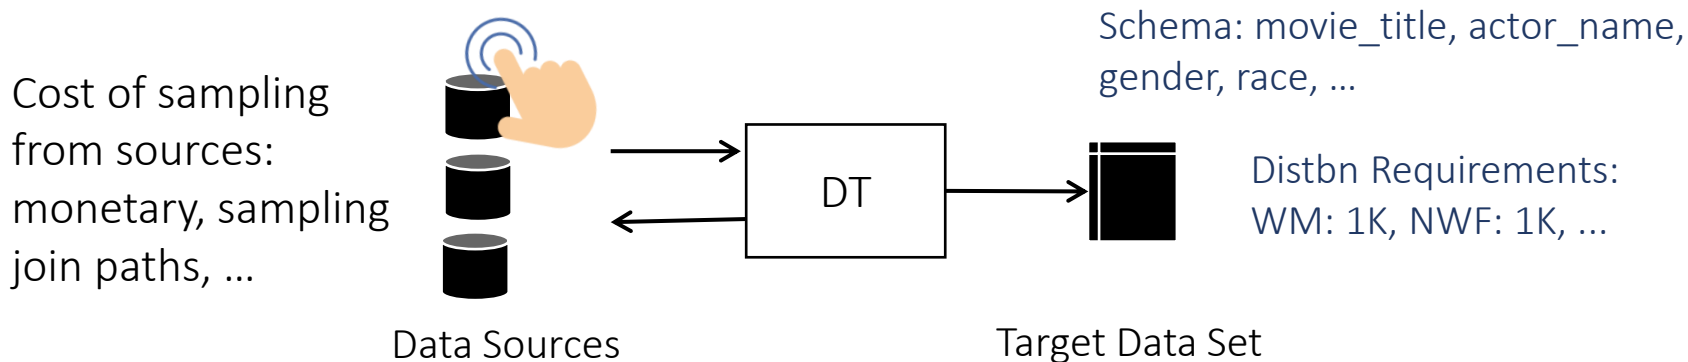 Cost of sampling
from sources:
monetary, sampling
join paths, ...
Data Sources
DT
Schema: movie_title, actor_name,
gender, race, ...
Distbn Requirements:
WM: 1K, NWF: 1K, ...
Target Data Set